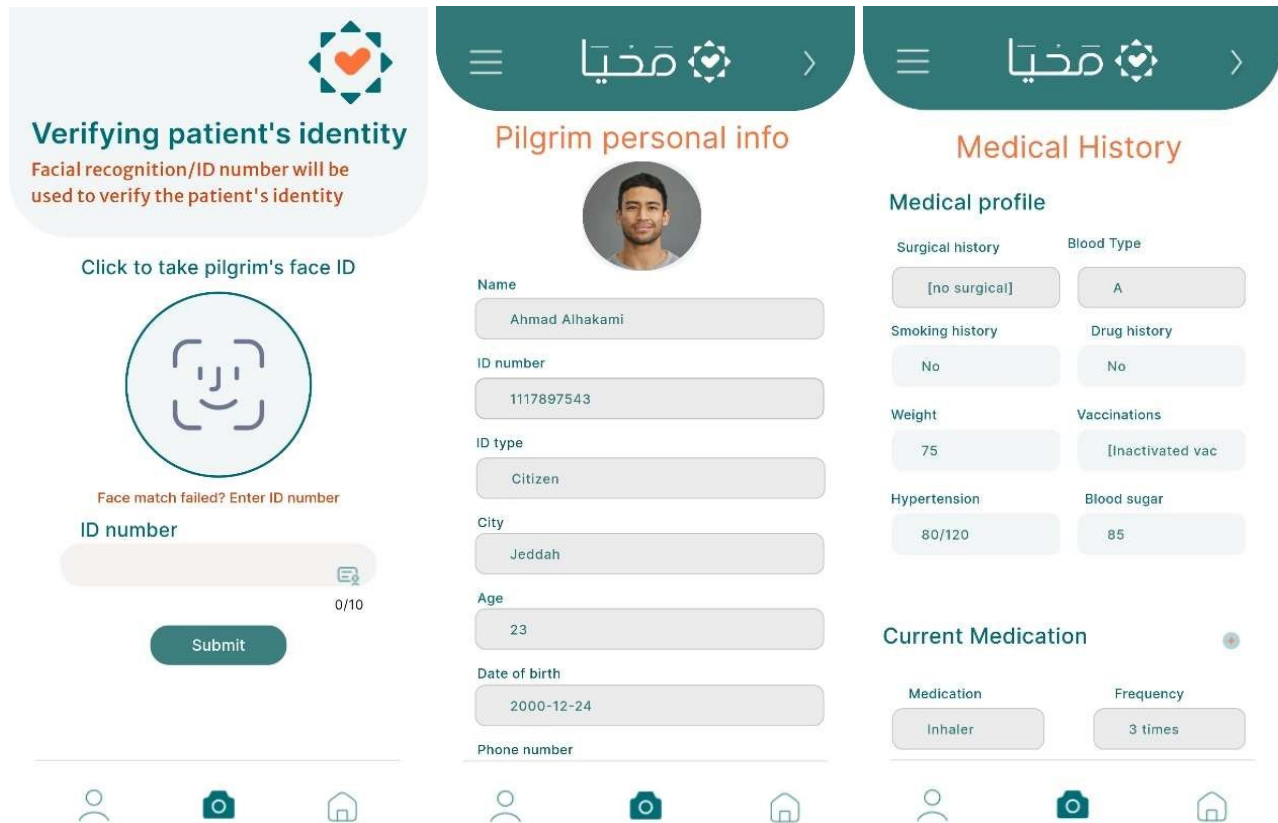 Verifying patient's identity
Facial recognition/ID number will be
used to verify the patient's identity
Click to take pilgrim's face ID
Face match failed? Enter ID number
ID number
0/10
Submit
مَحْيَا
Pilgrim personal info
Name
Ahmad Alhakami
ID number
1117897543
ID type
Citizen
City
Jeddah
Age
23
Date of birth
2000-12-24
Phone number
مَحْيَا
Medical History
Medical profile
Surgical history Blood Type
[no surgical] A
Smoking history Drug history
No No
Weight Vaccinations
75 [Inactivated vac
Hypertension Blood sugar
80/120 85
Current Medication
Medication Frequency
Inhaler 3 times